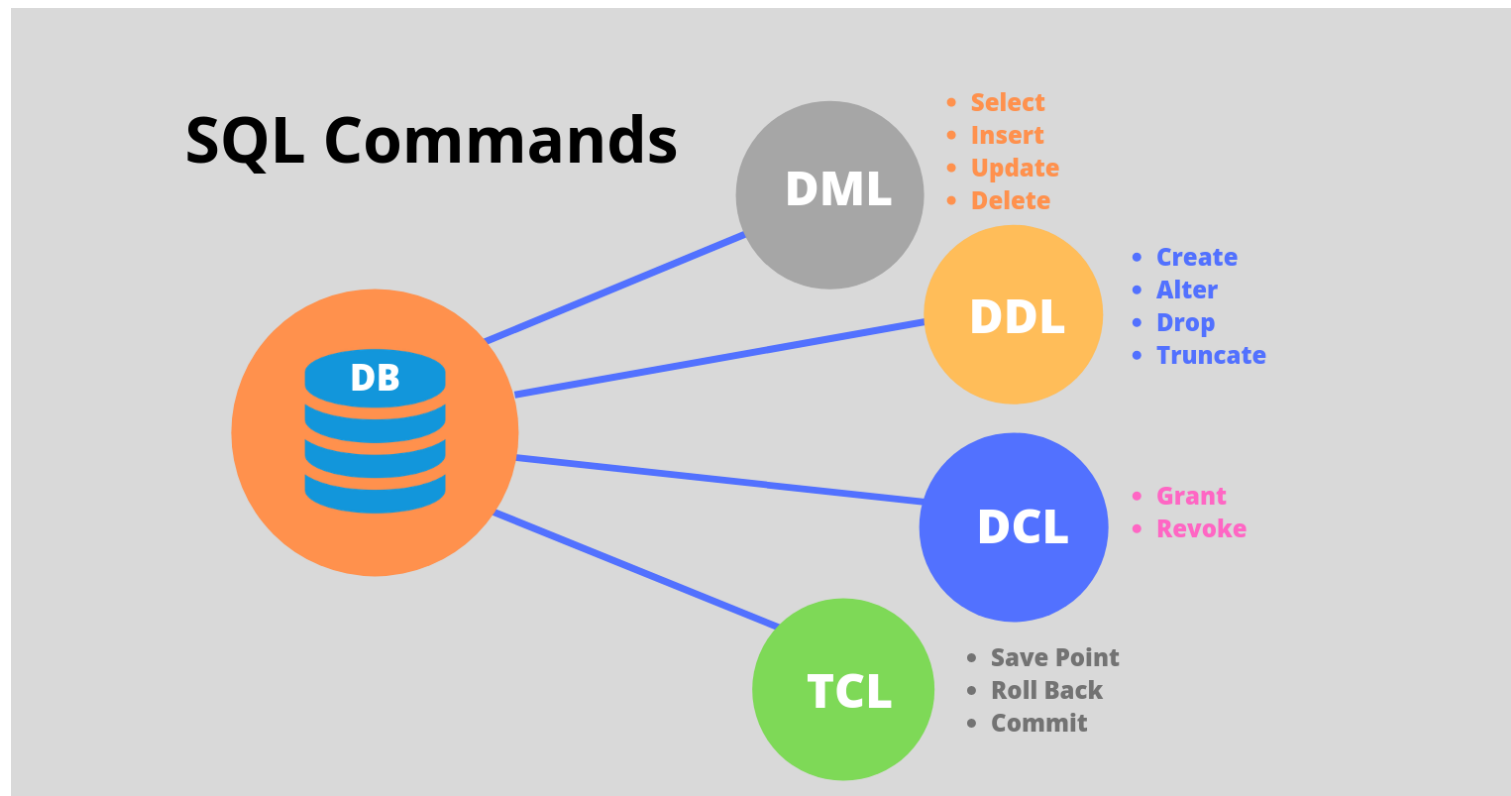 SQL Commands
DML
• Select
• Insert
• Update
• Delete
DDL
• Create
• Alter
• Drop
• Truncate
DB
DCL
• Grant
• Revoke
TCL
• Save Point
• Roll Back
• Commit